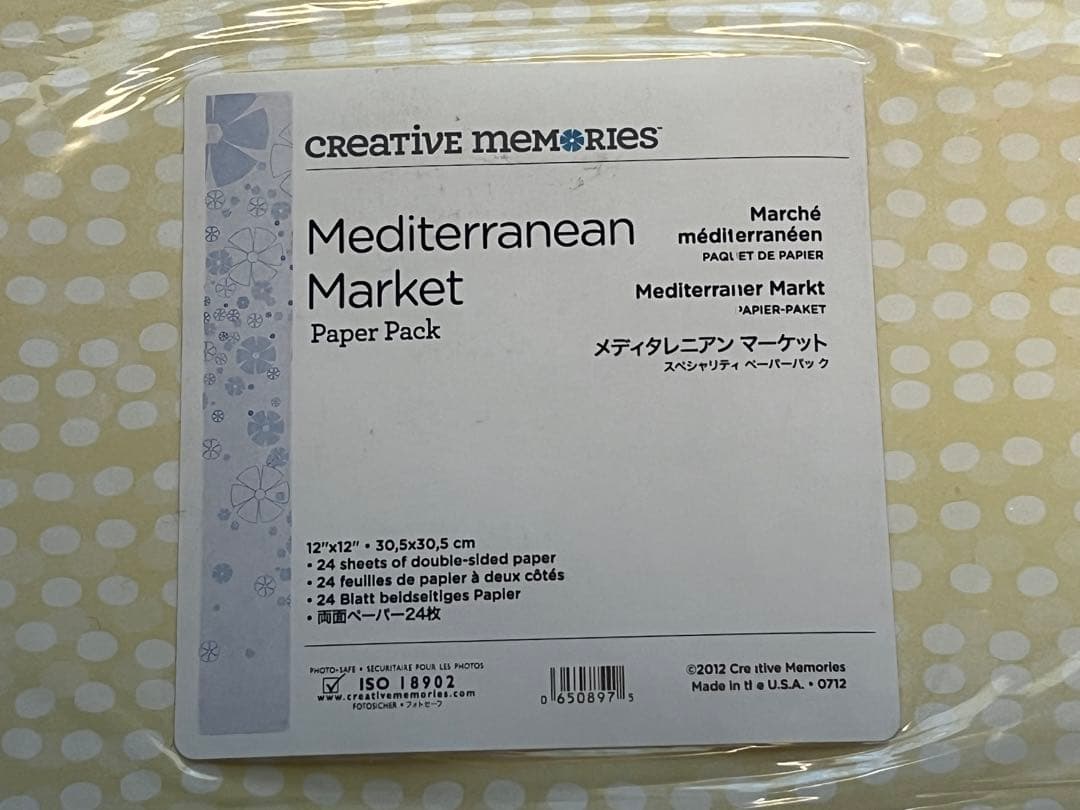 CREATIVE MEMORIES™
Mediterranean
Market
Paper Pack
Marché
méditerranéen
PAQUET DE PAPIER
Mediterraner Markt
PAPIER-PAKET
メディタレニアン マーケット
スペシャリティ ペーパーパック
12"x12" • 30,5x30,5 cm
• 24 sheets of double-sided paper
• 24 feuilles de papier à deux côtés
• 24 Blatt beidseitiges Papier
• 両面ペーパー24枚
PHOTO-SAFE • SÉCURITAIRE POUR LES PHOTOS
ISO 18902
www.creativememories.com
FOTOSICHER • フォトセーフ
0 650897 5
©2012 Creative Memories
Made in the U.S.A. • 0712